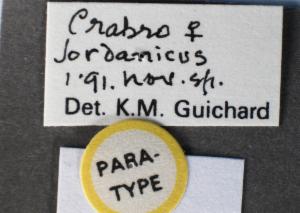 Crabro ♀
Jordanicus
1'91. nov. sp.
Det. K.M. Guichard
PARA-
TYPE